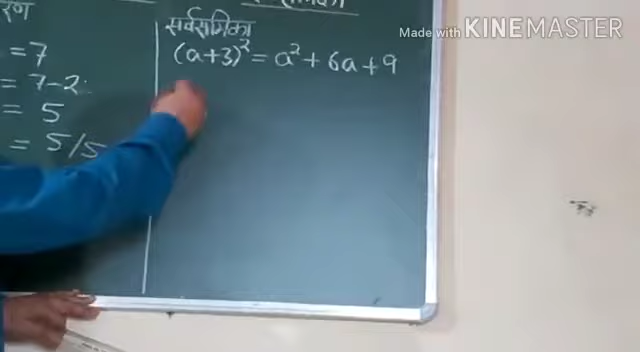 Made with KINEMASTER
रण
= 7
= 7-2
= 5
= 5/5
सर्वसमिका
(a+3)² = a² + 6a + 9